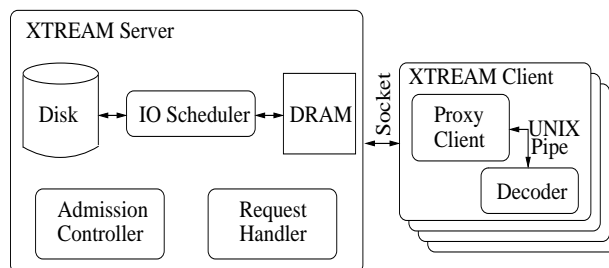 XTREAM Server
Disk
IO Scheduler
DRAM
Admission
Controller
Request
Handler
Socket
XTREAM Client
Proxy
Client
UNIX
Pipe
Decoder